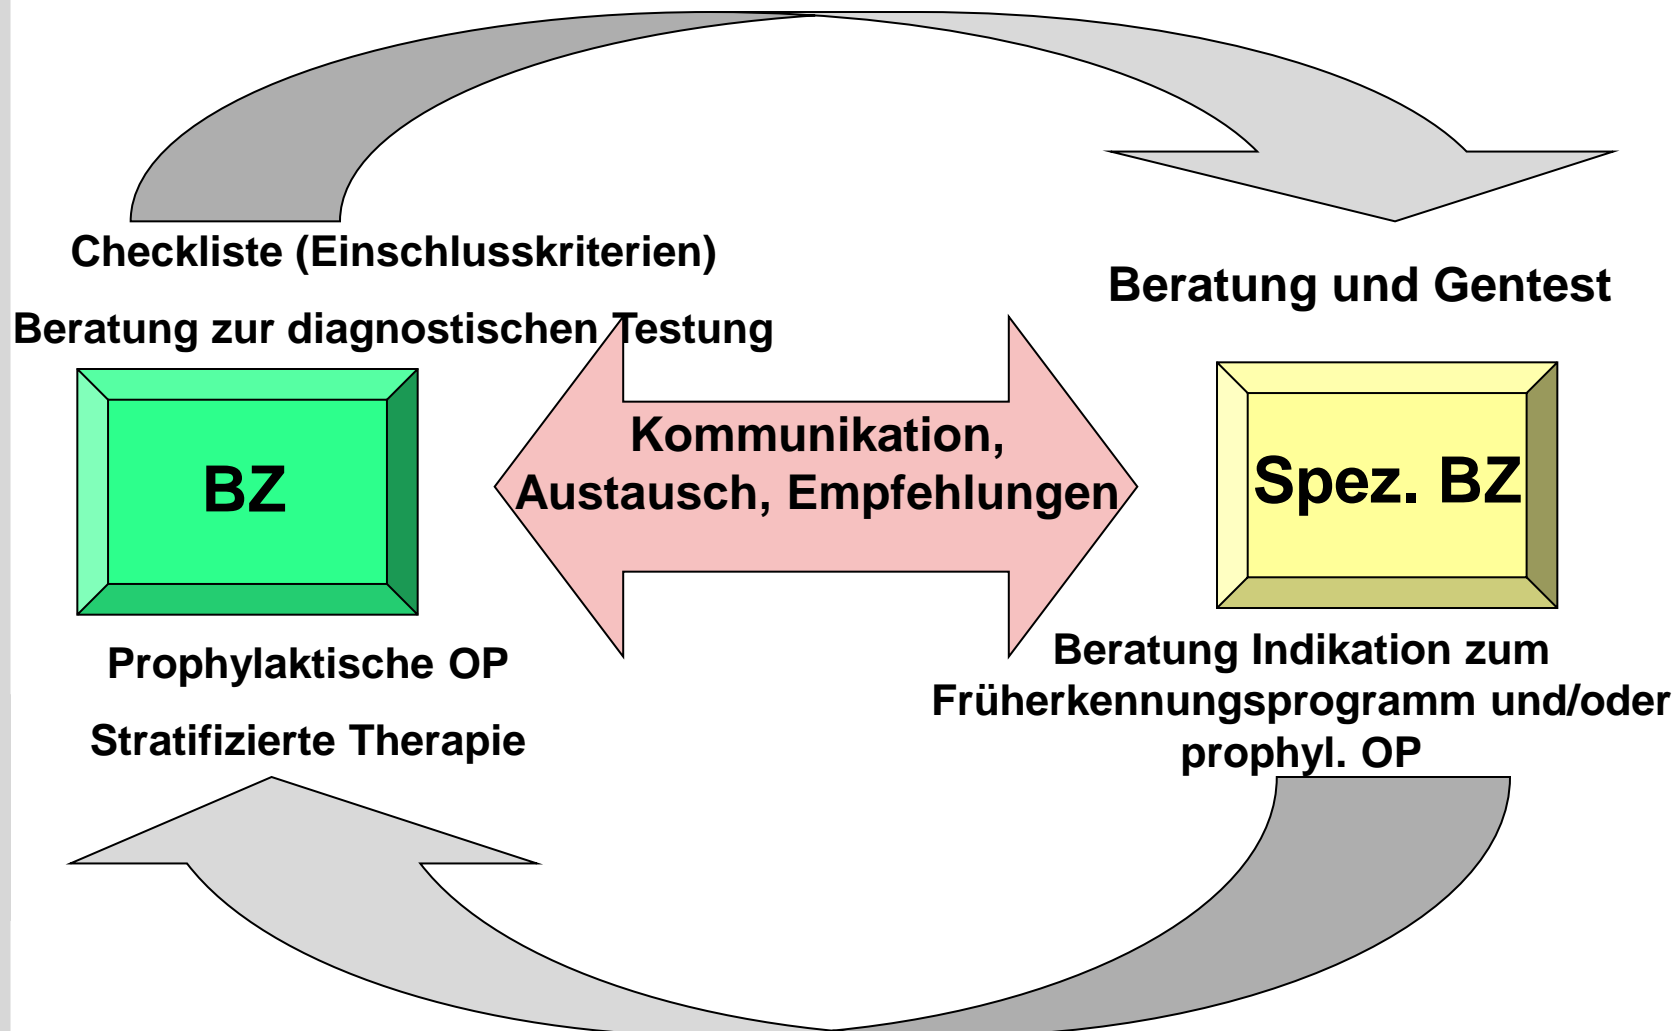 Checkliste (Einschlusskriterien)
Beratung zur diagnostischen Testung
BZ
Prophylaktische OP
Stratifizierte Therapie
Kommunikation,
Austausch, Empfehlungen
Beratung und Gentest
Spez. BZ
Beratung Indikation zum
Früherkennungsprogramm und/oder
prophyl. OP